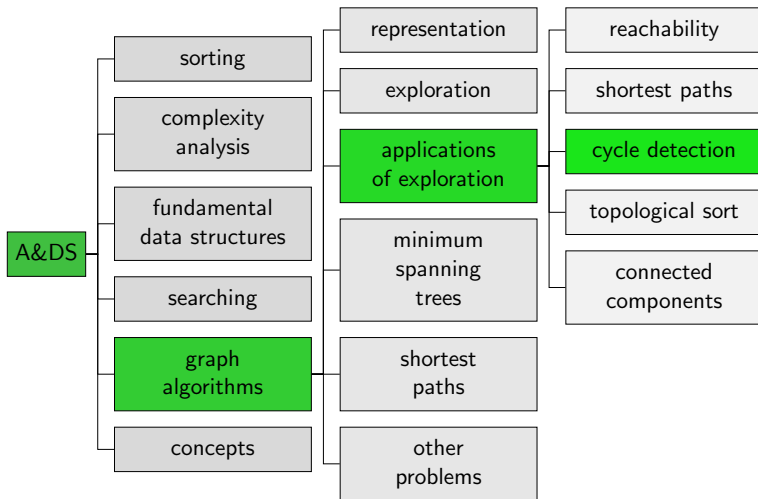 A&DS
sorting
complexity
analysis
fundamental
data structures
searching
graph
algorithms
concepts
representation
exploration
applications
of exploration
minimum
spanning
trees
shortest
paths
other
problems
reachability
shortest paths
cycle detection
topological sort
connected
components